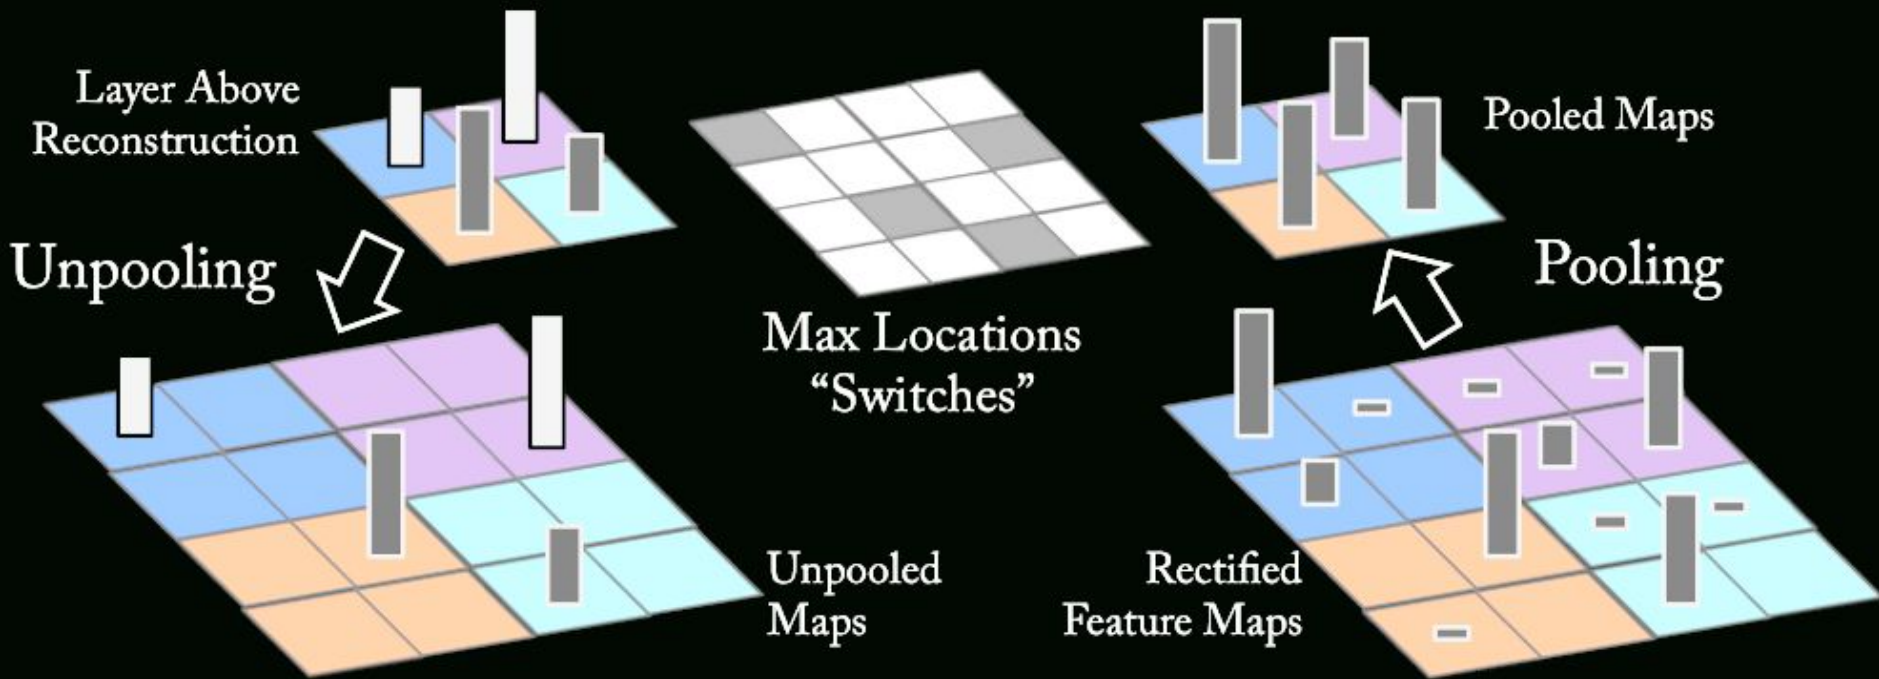 Layer Above
Reconstruction
Pooled Maps
Unpooling
Pooling
Max Locations
“Switches”
Unpooled
Maps
Rectified
Feature Maps